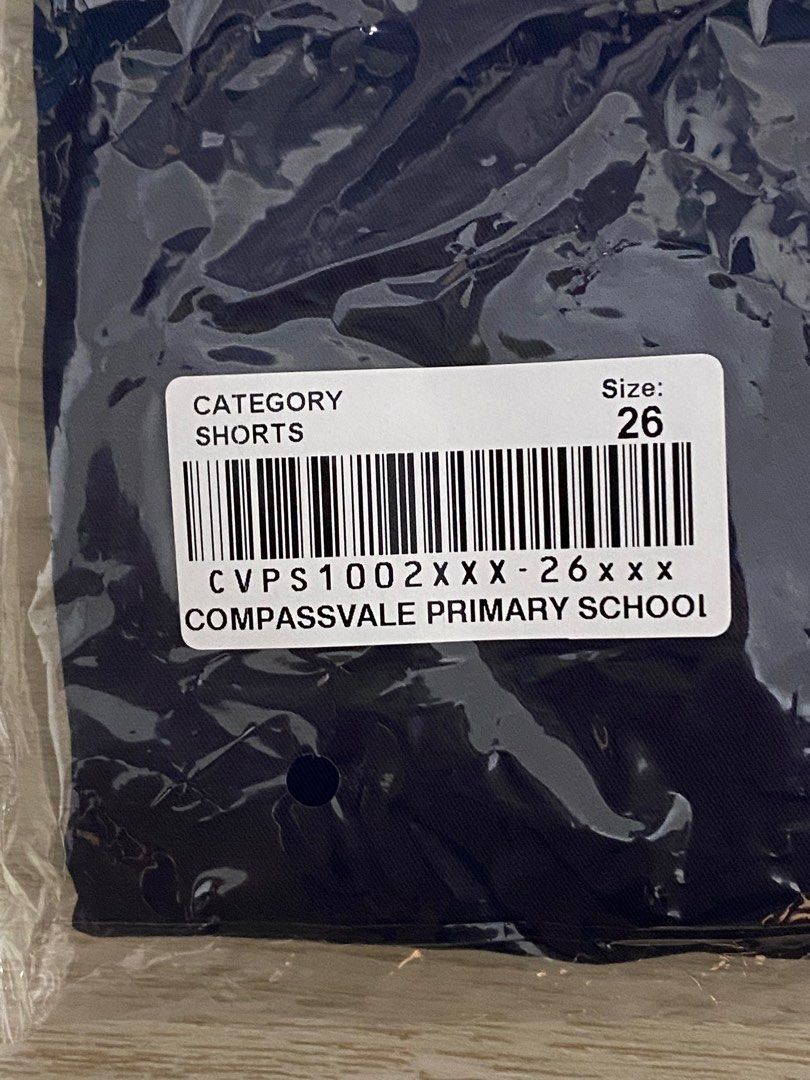 CATEGORY
SHORTS
Size:
26
CVPS1002XXX-26xxx
COMPASSVALE PRIMARY SCHOOL